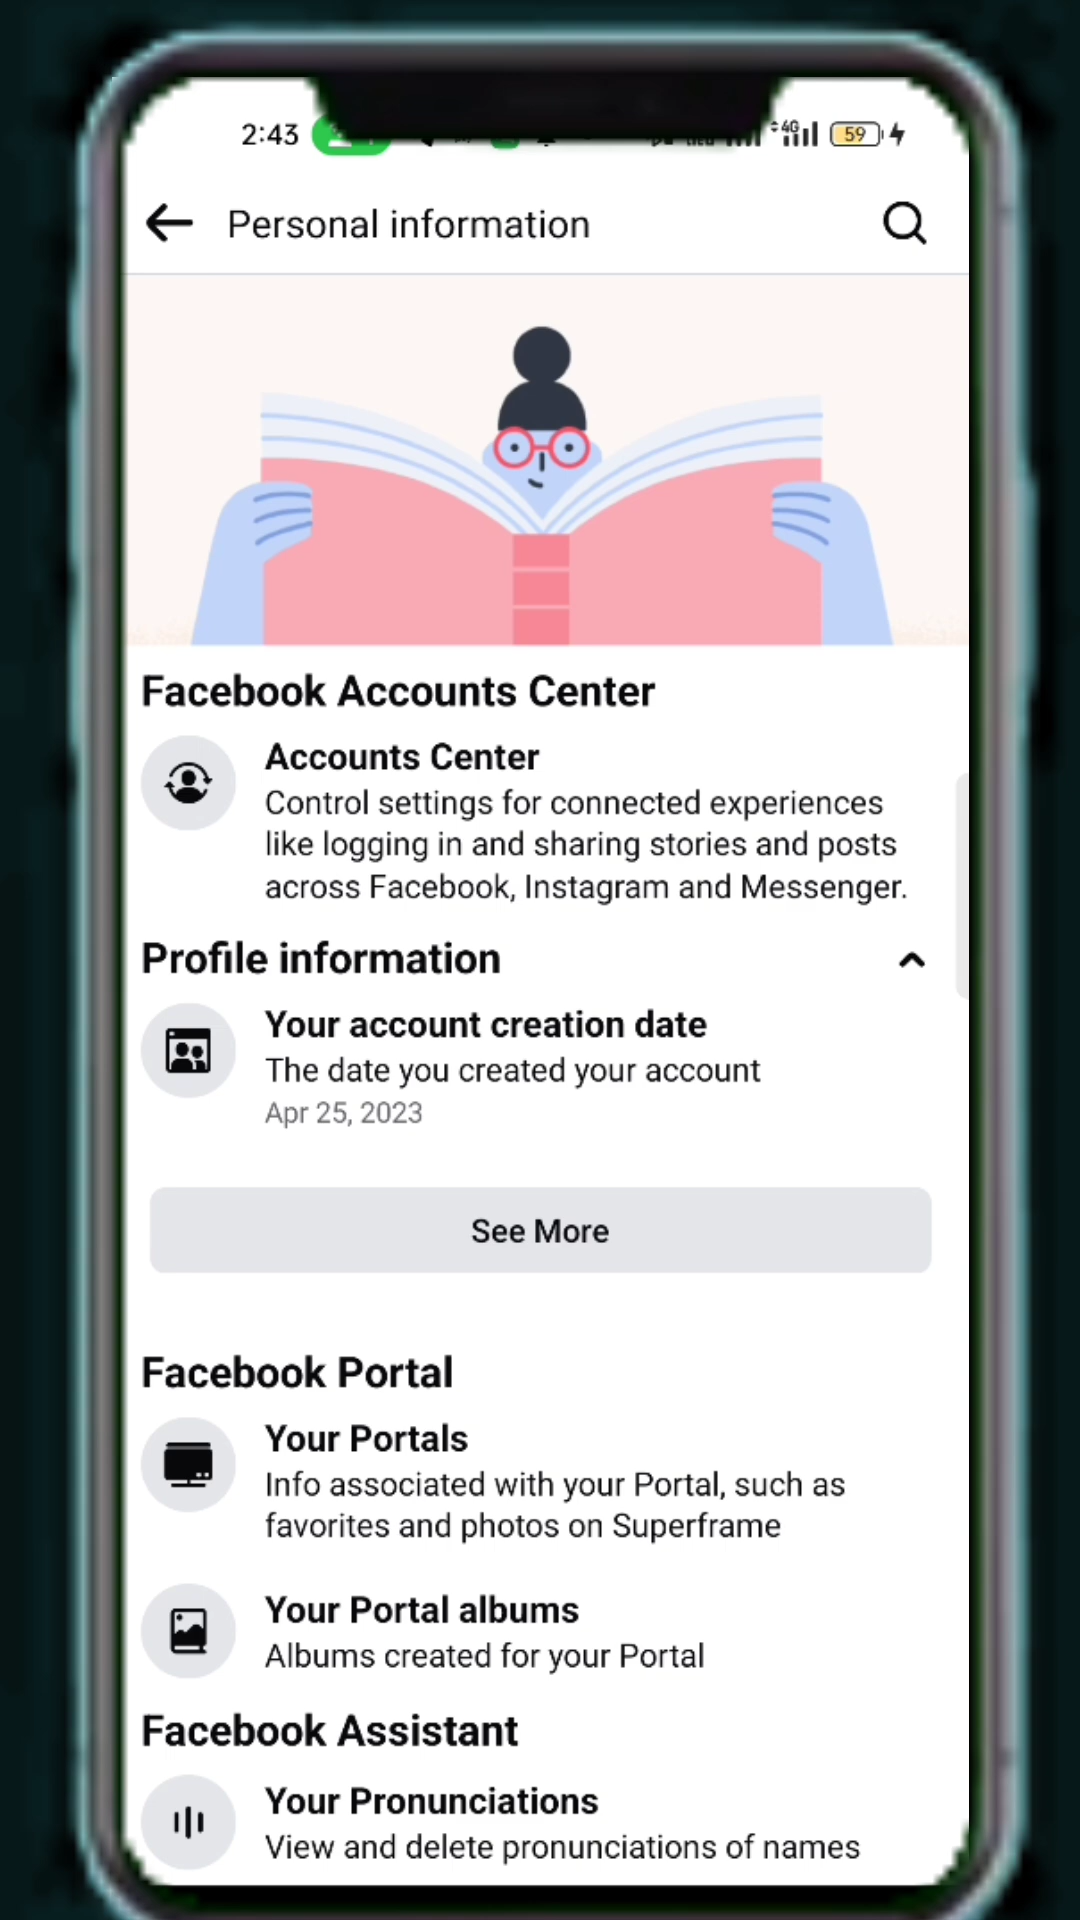 2:43
4G
59
Personal information
Facebook Accounts Center
Accounts Center
Control settings for connected experiences
like logging in and sharing stories and posts
across Facebook, Instagram and Messenger.
Profile information
Your account creation date
The date you created your account
Apr 25, 2023
See More
Facebook Portal
Your Portals
Info associated with your Portal, such as
favorites and photos on Superframe
Your Portal albums
Albums created for your Portal
Facebook Assistant
Your Pronunciations
View and delete pronunciations of names